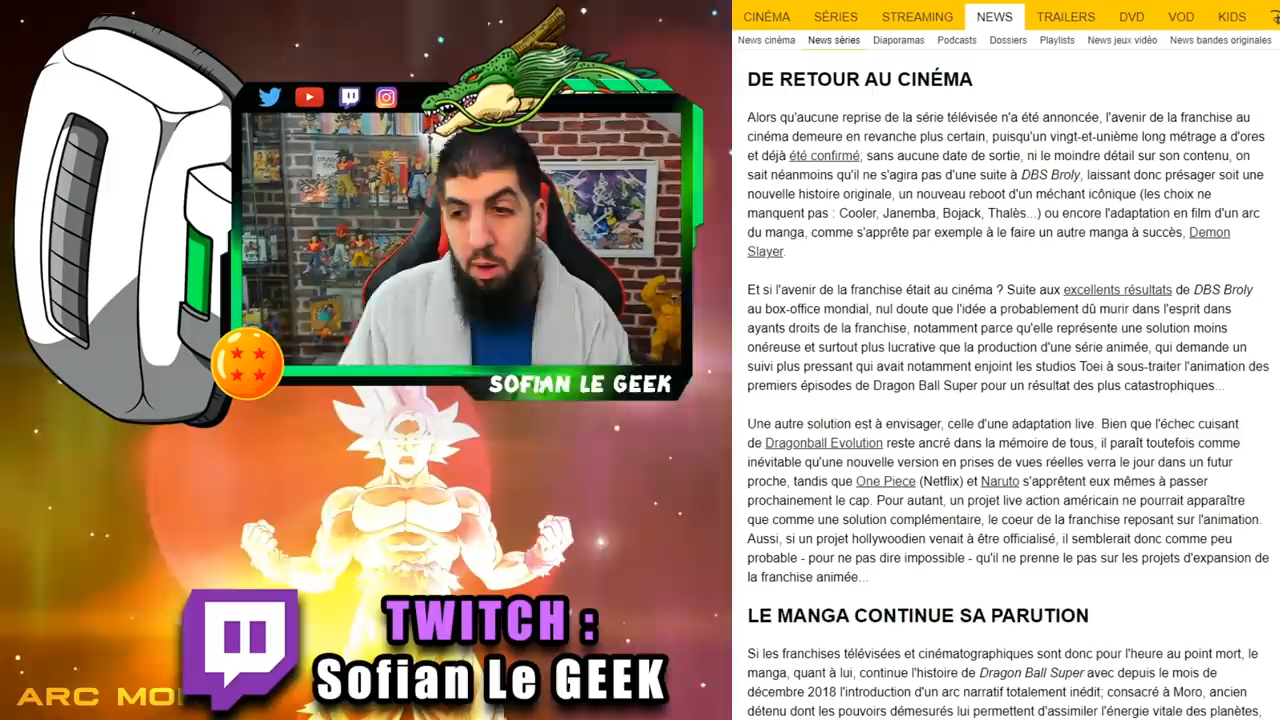 SOFIAN LE GEEK
TWITCH :
Sofian Le GEEK
CINÉMA SÉRIES STREAMING NEWS TRAILERS DVD VOD KIDS
News cinéma News séries Diaporamas Podcasts Dossiers Playlists News jeux vidéo News bandes originales
DE RETOUR AU CINÉMA
Alors qu'aucune reprise de la série télévisée n'a été annoncée, l'avenir de la franchise au
cinéma demeure en revanche plus certain, puisqu'un vingt-et-unième long métrage a d'ores
et déjà été confirmé; sans aucune date de sortie, ni le moindre détail sur son contenu, on
sait néanmoins qu'il ne s'agira pas d'une suite à DBS Broly, laissant donc présager soit une
nouvelle histoire originale, un nouveau reboot d'un méchant icônique (les choix ne
manquent pas : Cooler, Janemba, Bojack, Thalès...) ou encore l'adaptation en film d'un arc
du manga, comme s'apprête par exemple à le faire un autre manga à succès, Demon
Slayer.
Et si l'avenir de la franchise était au cinéma ? Suite aux excellents résultats de DBS Broly
au box-office mondial, nul doute que l'idée a probablement dû murir dans l'esprit dans
ayants droits de la franchise, notamment parce qu'elle représente une solution moins
onéreuse et surtout plus lucrative que la production d'une série animée, qui demande un
suivi plus pressant qui avait notamment enjoint les studios Toei à sous-traiter l'animation des
premiers épisodes de Dragon Ball Super pour un résultat des plus catastrophiques...
Une autre solution est à envisager, celle d'une adaptation live. Bien que l'échec cuisant
de Dragonball Evolution reste ancré dans la mémoire de tous, il paraît toutefois comme
inévitable qu'une nouvelle version en prises de vues réelles verra le jour dans un futur
proche, tandis que One Piece (Netflix) et Naruto s'apprêtent eux mêmes à passer
prochainement le cap. Pour autant, un projet live action américain ne pourrait apparaître
que comme une solution complémentaire, le coeur de la franchise reposant sur l'animation.
Aussi, si un projet hollywoodien venait à être officialisé, il semblerait donc comme peu
probable - pour ne pas dire impossible - qu'il ne prenne le pas sur les projets d'expansion de
la franchise animée...
LE MANGA CONTINUE SA PARUTION
Si les franchises télévisées et cinématographiques sont donc pour l'heure au point mort, le
manga, quant à lui, continue l'histoire de Dragon Ball Super avec depuis le mois de
décembre 2018 l'introduction d'un arc narratif totalement inédit; consacré à Moro, ancien
détenu dont les pouvoirs démesurés lui permettent d'assimiler l'énergie vitale des planètes,
ARC MO